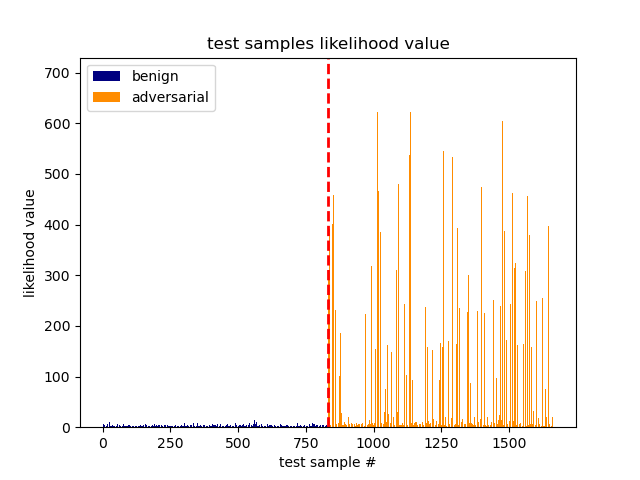 test samples likelihood value
benign
adversarial
700
600
500
400
300
200
100
0
likelihood value
0 250 500 750 1000 1250 1500
test sample #